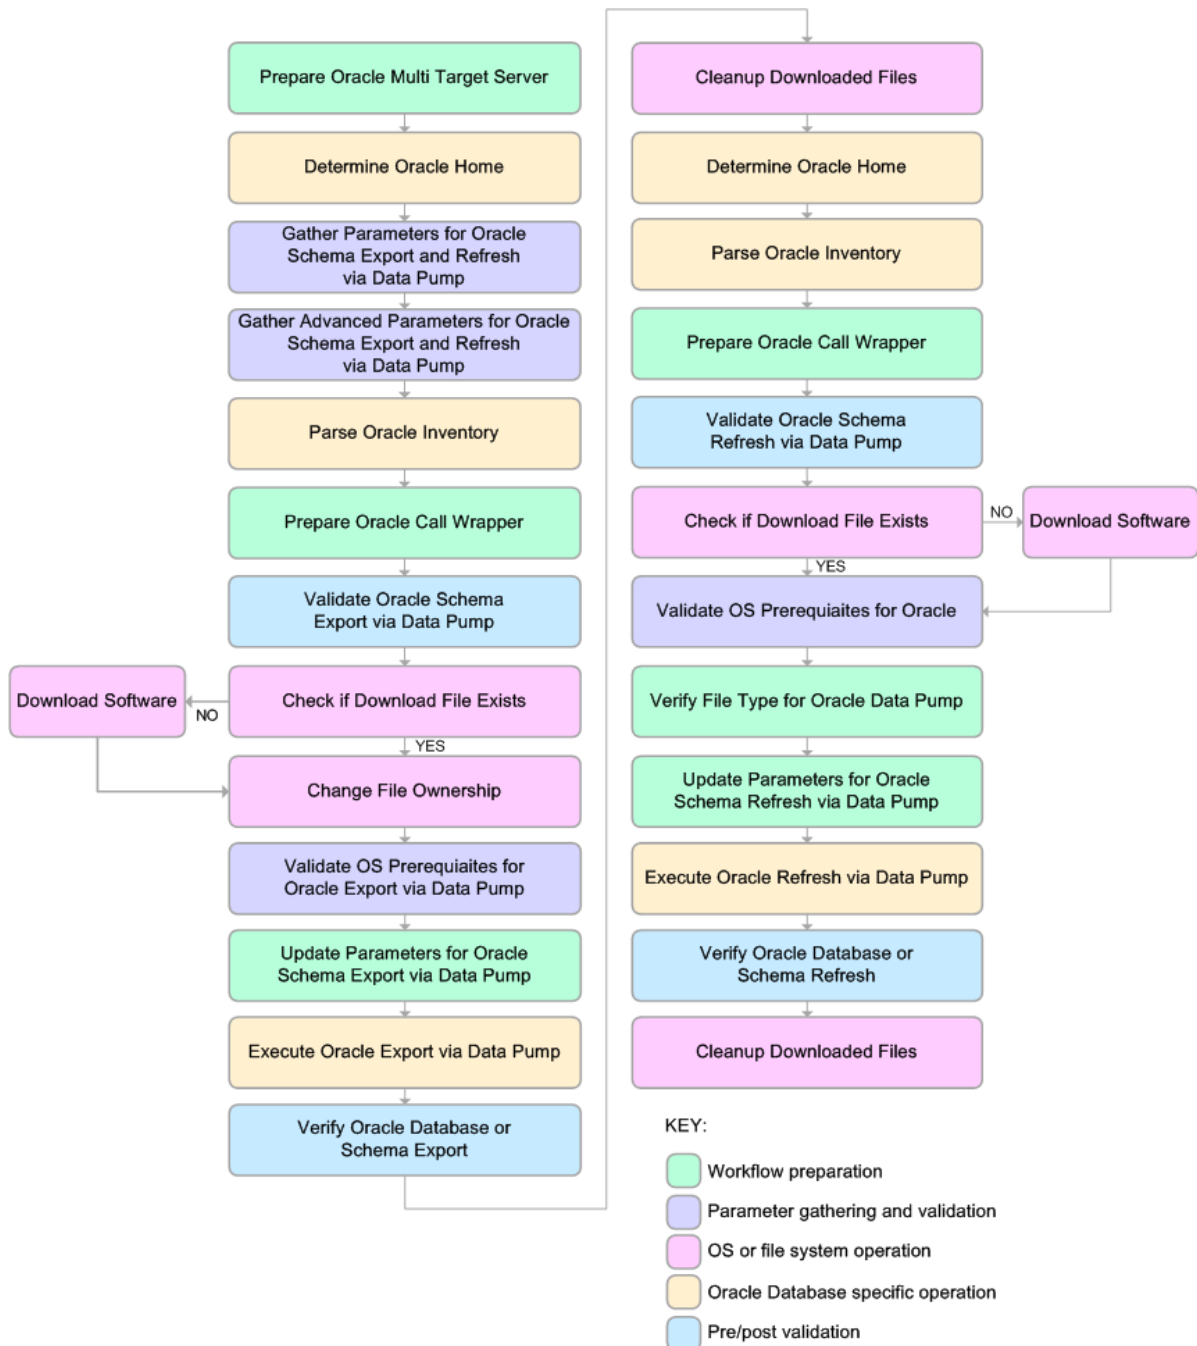 Prepare Oracle Multi Target Server
Determine Oracle Home
Gather Parameters for Oracle
Schema Export and Refresh
via Data Pump
Gather Advanced Parameters for Oracle
Schema Export and Refresh
via Data Pump
Parse Oracle Inventory
Prepare Oracle Call Wrapper
Validate Oracle Schema
Export via Data Pump
Download Software
NO
Check if Download File Exists
YES
Change File Ownership
Validate OS Prerequiaites for
Oracle Export via Data Pump
Update Parameters for Oracle
Schema Export via Data Pump
Execute Oracle Export via Data Pump
Verify Oracle Database or
Schema Export
Cleanup Downloaded Files
Determine Oracle Home
Parse Oracle Inventory
Prepare Oracle Call Wrapper
Validate Oracle Schema
Refresh via Data Pump
Check if Download File Exists
NO
Download Software
YES
Validate OS Prerequiaites for Oracle
Verify File Type for Oracle Data Pump
Update Parameters for Oracle
Schema Refresh via Data Pump
Execute Oracle Refresh via Data Pump
Verify Oracle Database or
Schema Refresh
Cleanup Downloaded Files
KEY:
Workflow preparation
Parameter gathering and validation
OS or file system operation
Oracle Database specific operation
Pre/post validation